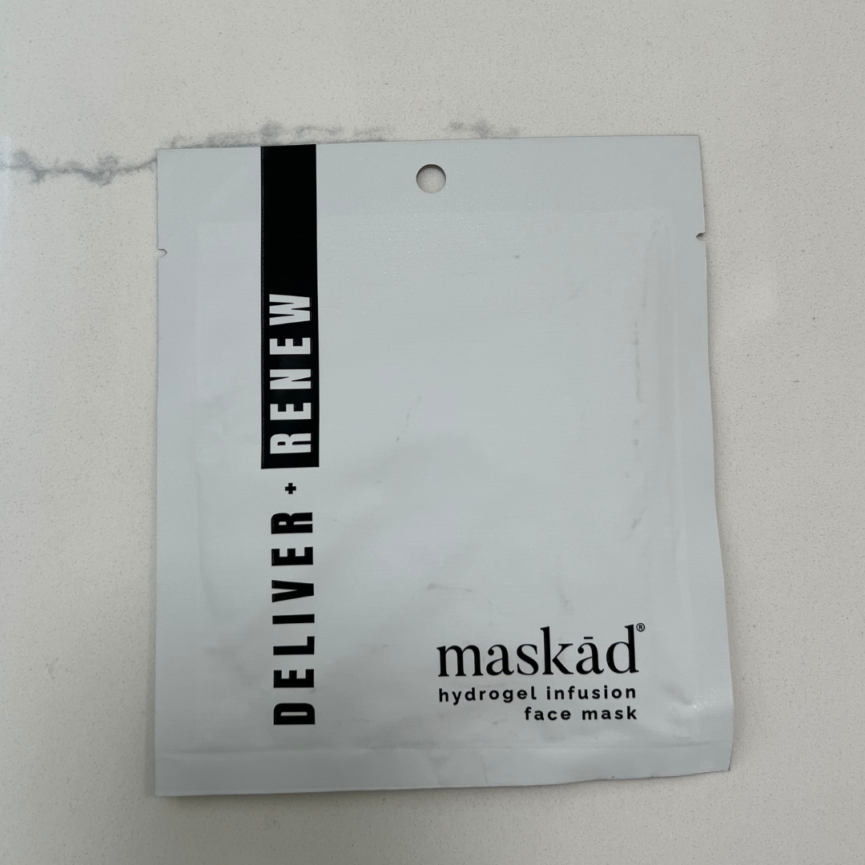 DELIVER + RENEW
maskād®
hydrogel infusion
face mask